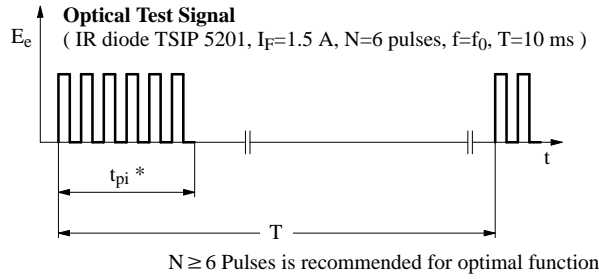 Optical Test Signal
E_e
( IR diode TSIP 5201, I_F=1.5 A, N=6 pulses, f=f_0, T=10 ms )
t
t_pi *
T
N ≥ 6 Pulses is recommended for optimal function